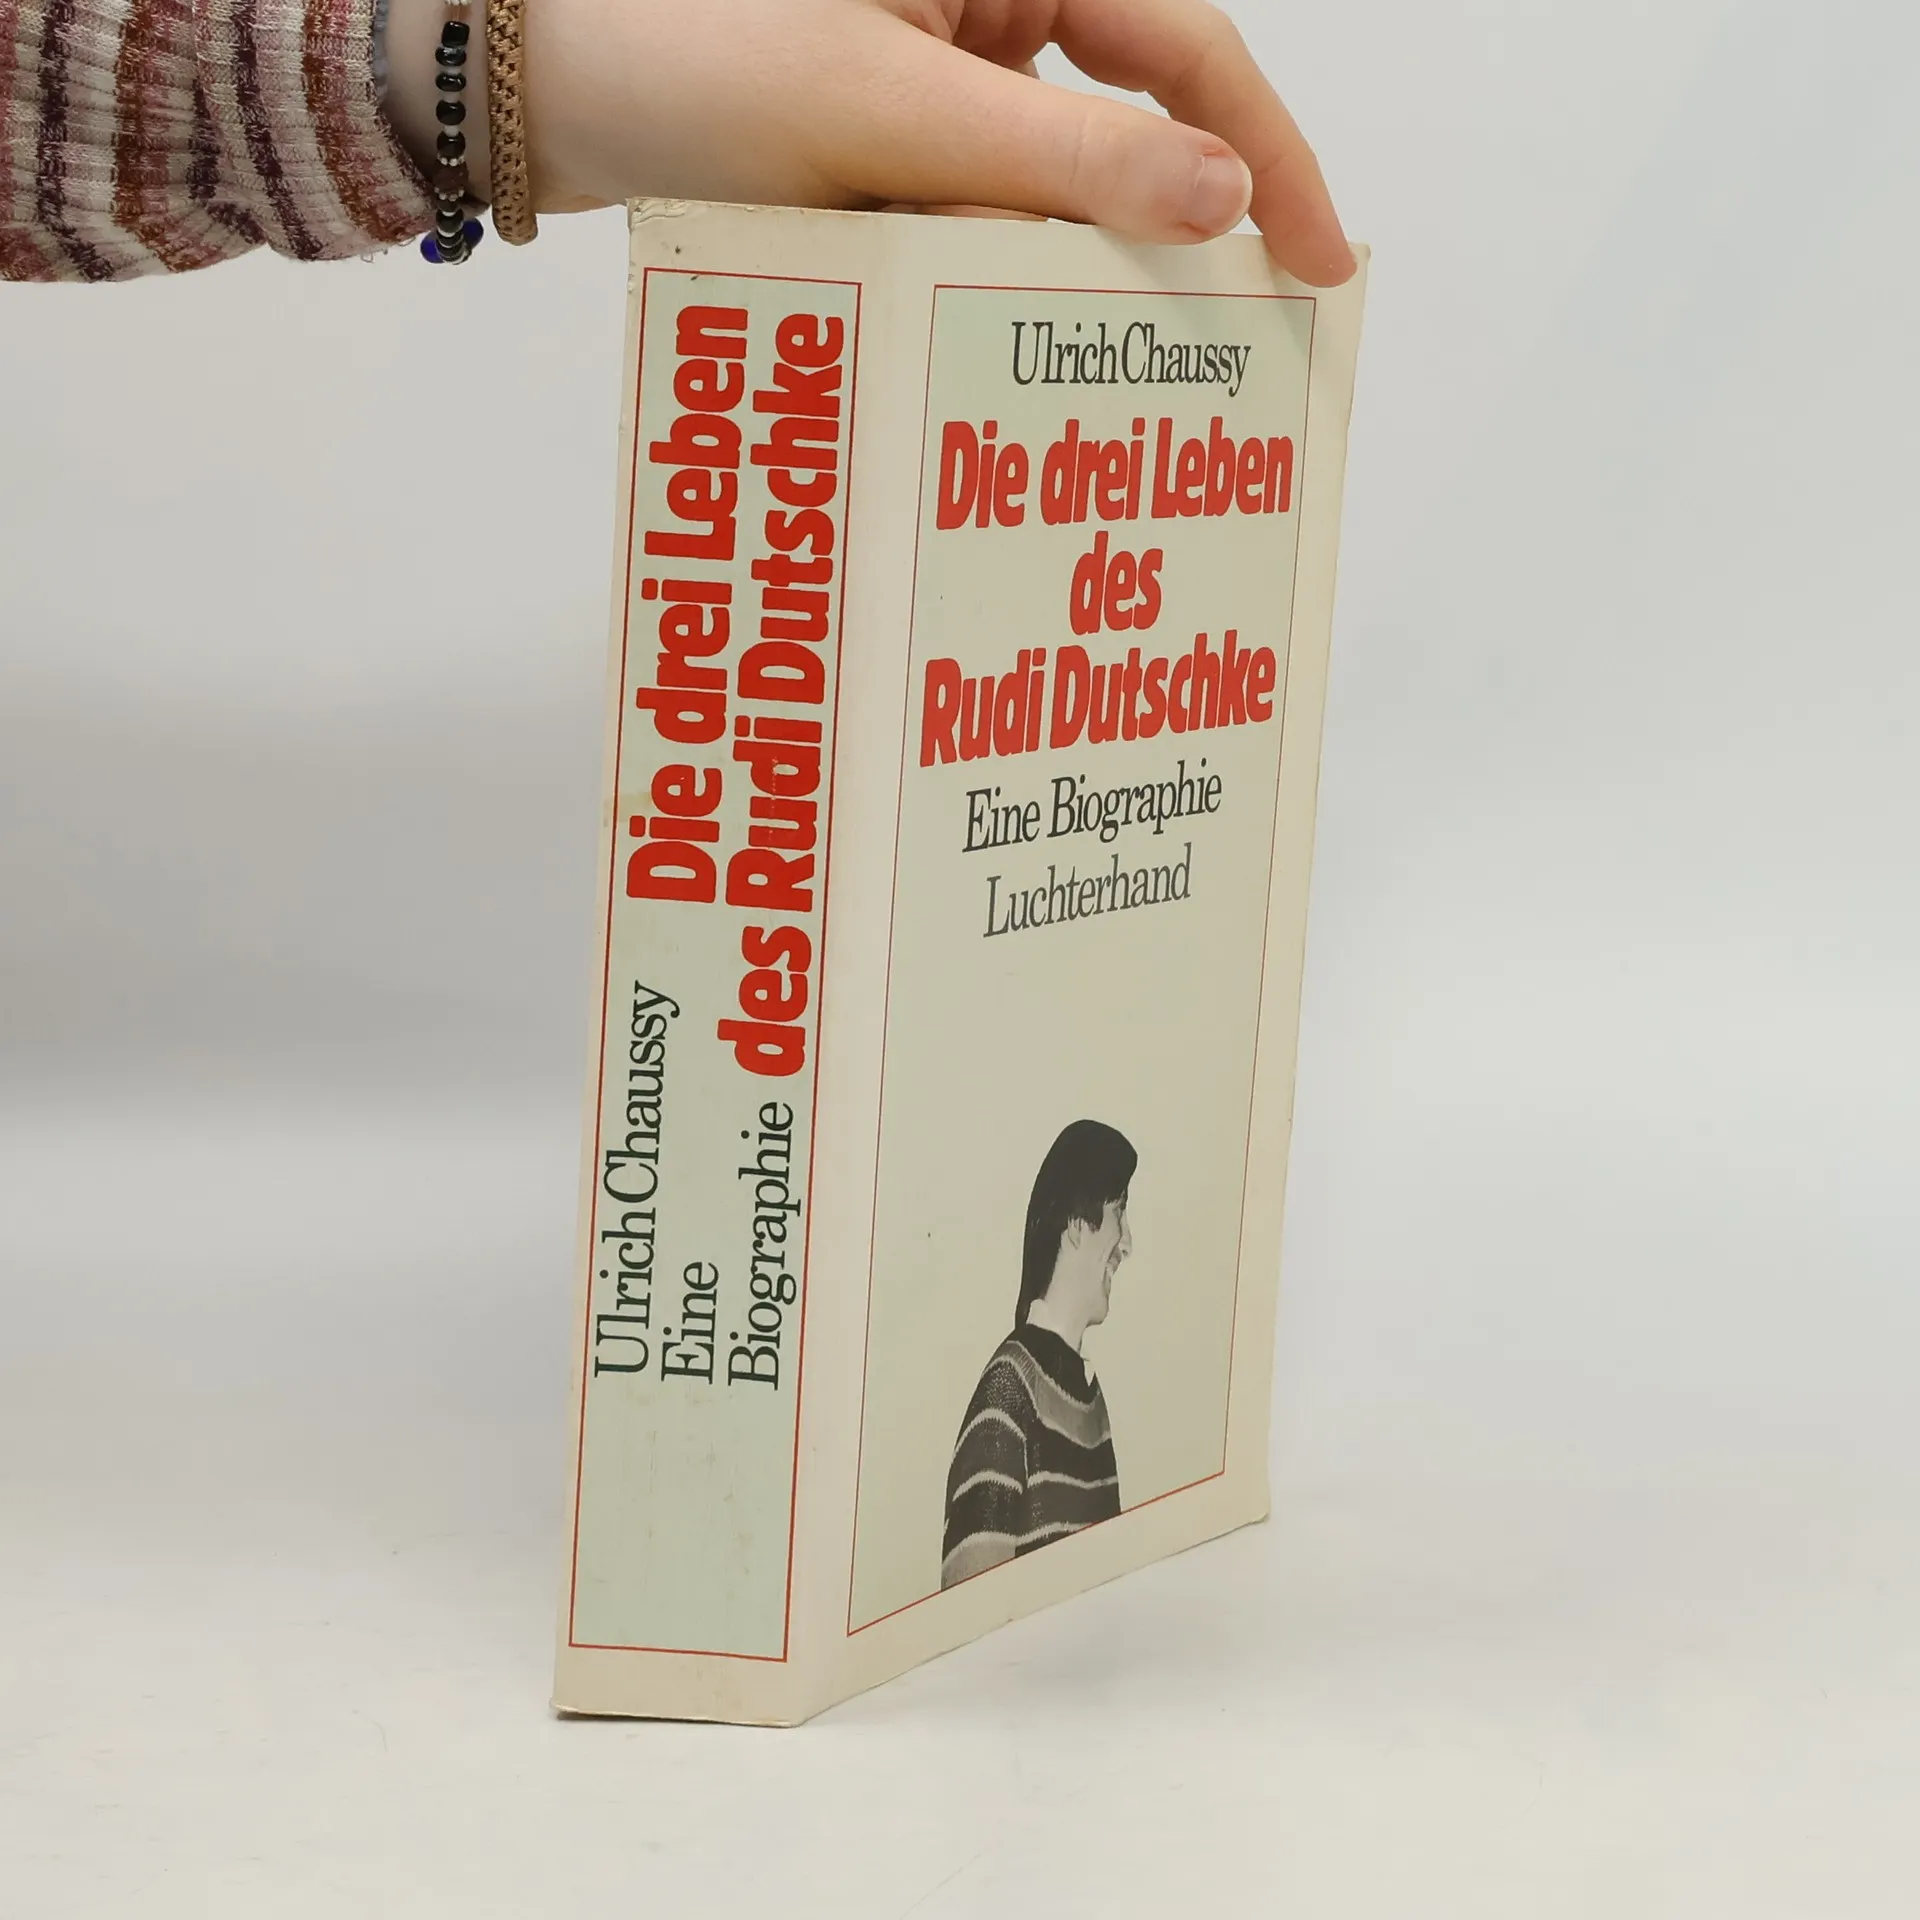 Die drei Leben
des Rudi Dutschke
Ulrich Chaussy
Eine
Biographie
Ulrich Chaussy
Die drei Leben
des
Rudi Dutschke
Eine Biographie
Luchterhand